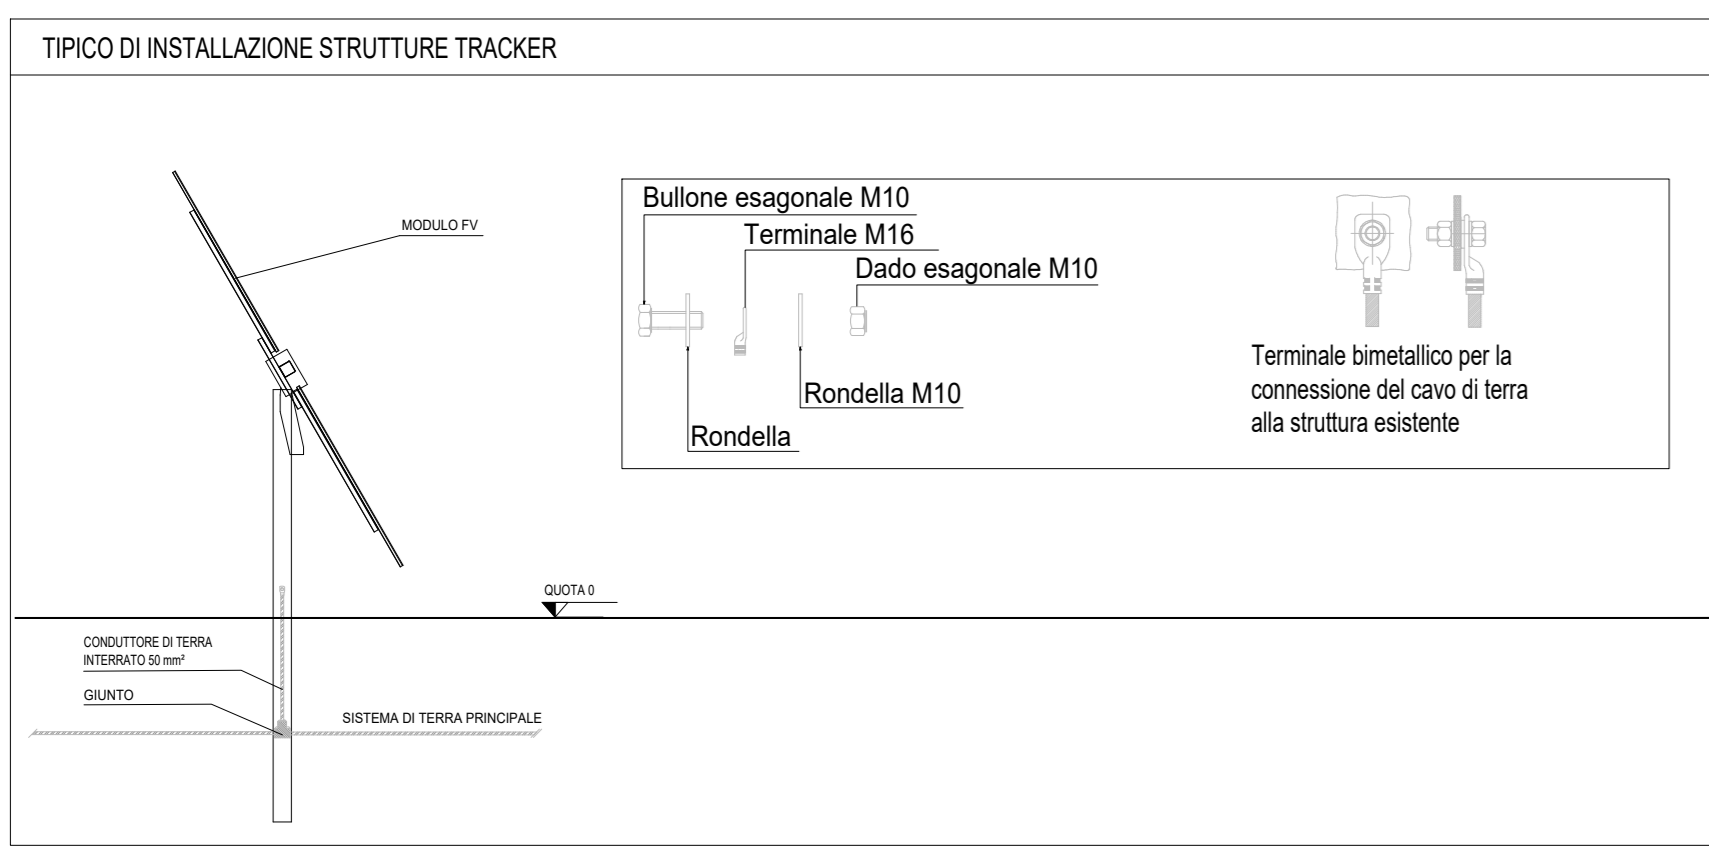 TIPICO DI INSTALLAZIONE STRUTTURE TRACKER
MODULO FV
Bullone esagonale M10
Terminale M16
Dado esagonale M10
Rondella M10
Rondella
Terminale bimetallico per la
connessione del cavo di terra
alla struttura esistente
QUOTA 0
CONDUTTORE DI TERRA
INTERRATO 50 mm²
GIUNTO
SISTEMA DI TERRA PRINCIPALE